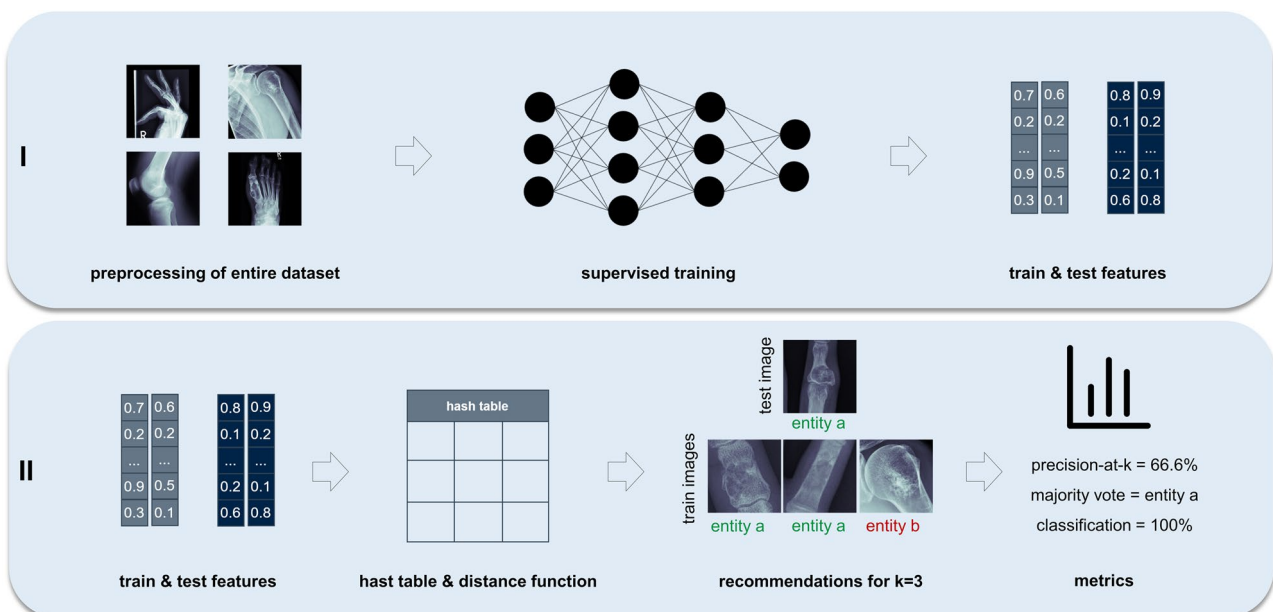 I
R
0.7 0.6 0.8 0.9
0.2 0.2 0.1 0.2
... ... ... ...
0.9 0.5 0.2 0.1
0.3 0.1 0.6 0.8
preprocessing of entire dataset
supervised training
train & test features
II
0.7 0.6 0.8 0.9
0.2 0.2 0.1 0.2
... ... ... ...
0.9 0.5 0.2 0.1
0.3 0.1 0.6 0.8
hash table
test image
entity a
train images
entity a entity a entity b
precision-at-k = 66.6%
majority vote = entity a
classification = 100%
train & test features
hast table & distance function
recommendations for k=3
metrics